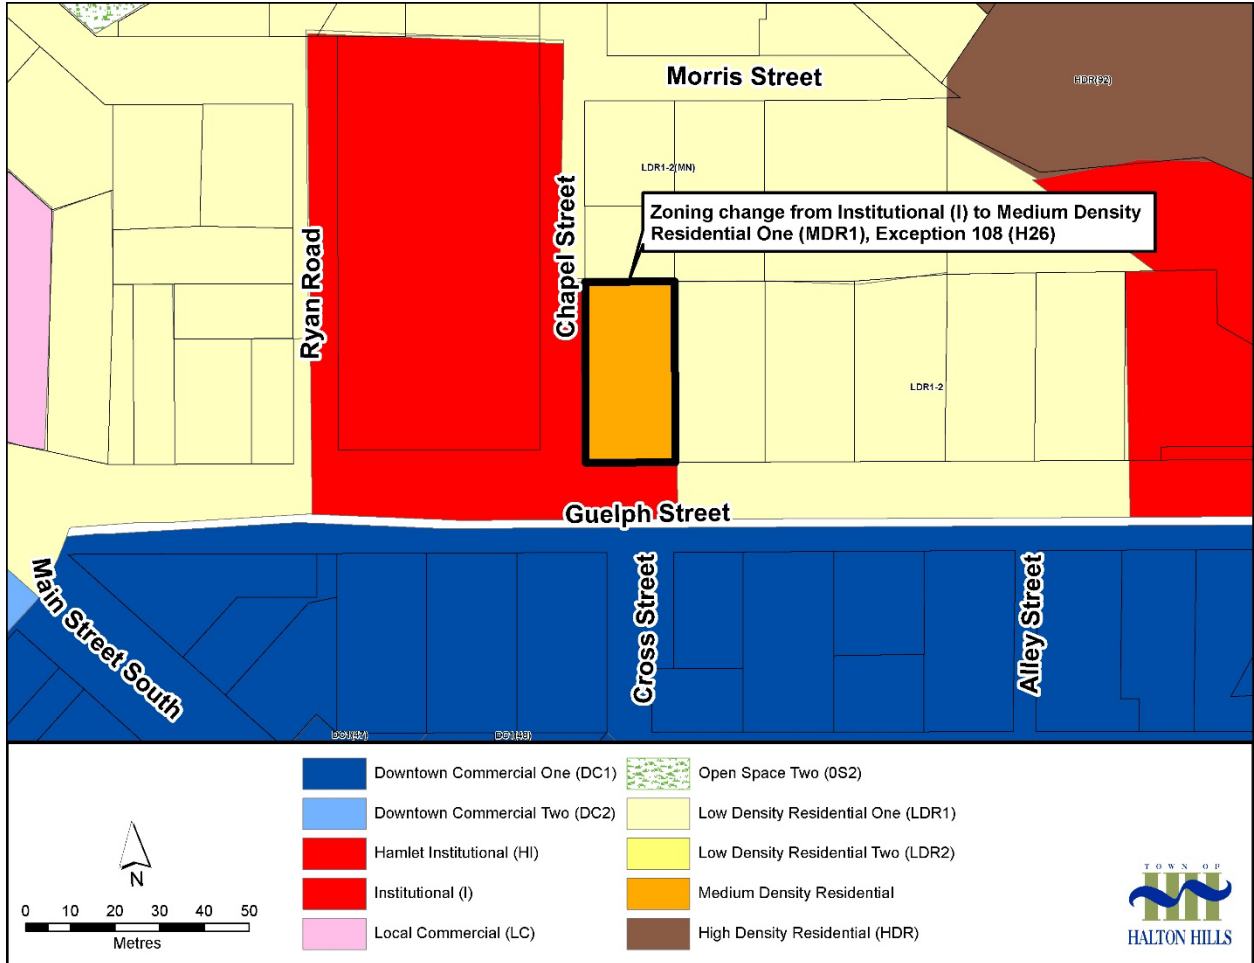 Morris Street
HDR(92)
LDR1-2(MN)
Zoning change from Institutional (I) to Medium Density
Residential One (MDR1), Exception 108 (H26)
Chapel Street
Ryan Road
LDR1-2
Guelph Street
Main Street South
Cross Street
Alley Street
DC1(47)
DC1(48)
Downtown Commercial One (DC1)
Downtown Commercial Two (DC2)
Hamlet Institutional (HI)
Institutional (I)
Local Commercial (LC)
Open Space Two (0S2)
Low Density Residential One (LDR1)
Low Density Residential Two (LDR2)
Medium Density Residential
High Density Residential (HDR)
N
0 10 20 30 40 50
Metres
TOWN OF
HALTON HILLS